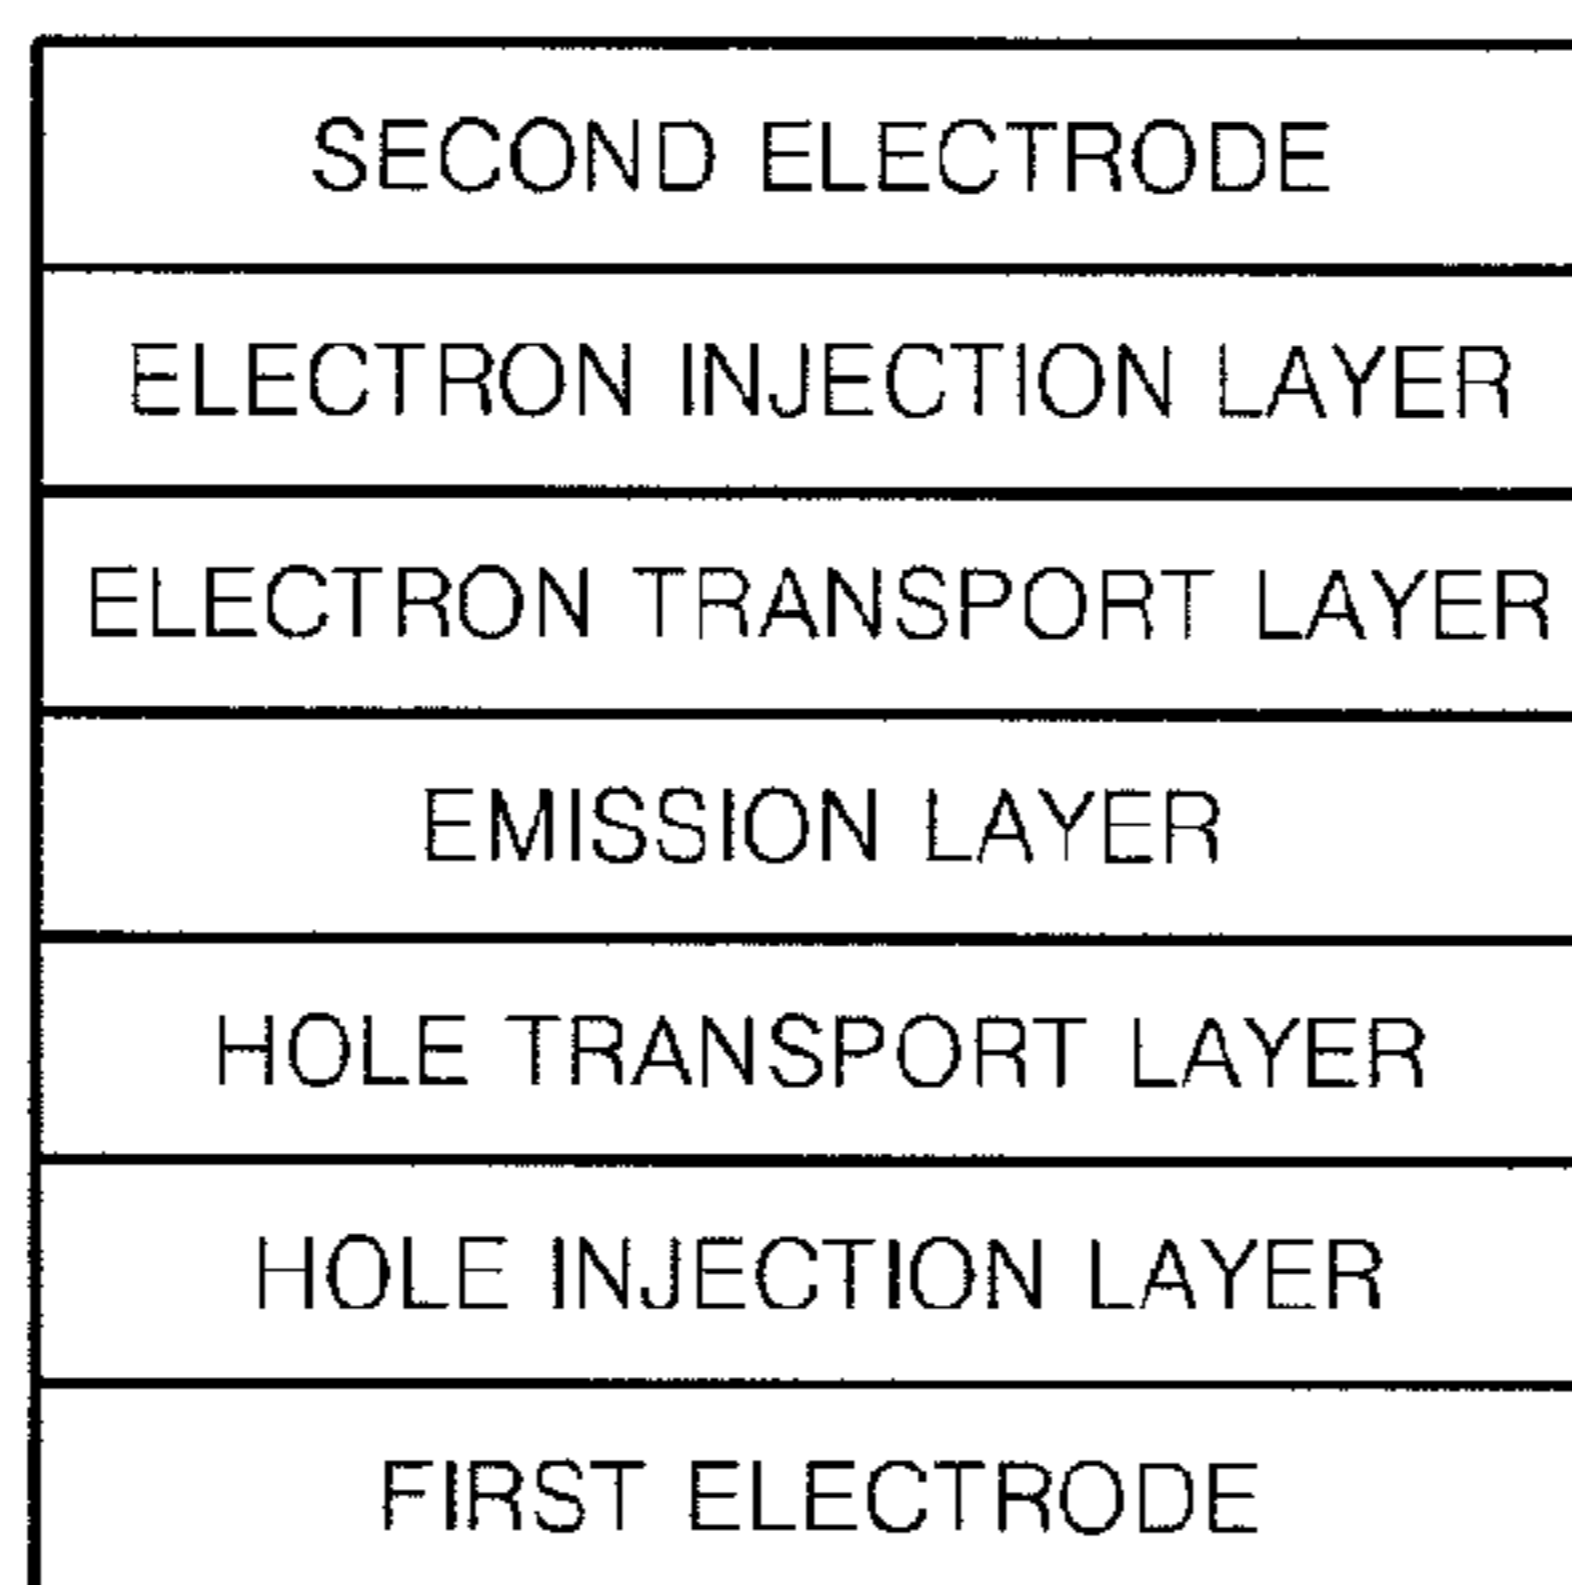 SECOND ELECTRODE
ELECTRON INJECTION LAYER
ELECTRON TRANSPORT LAYER
EMISSION LAYER
HOLE TRANSPORT LAYER
HOLE INJECTION LAYER
FIRST ELECTRODE